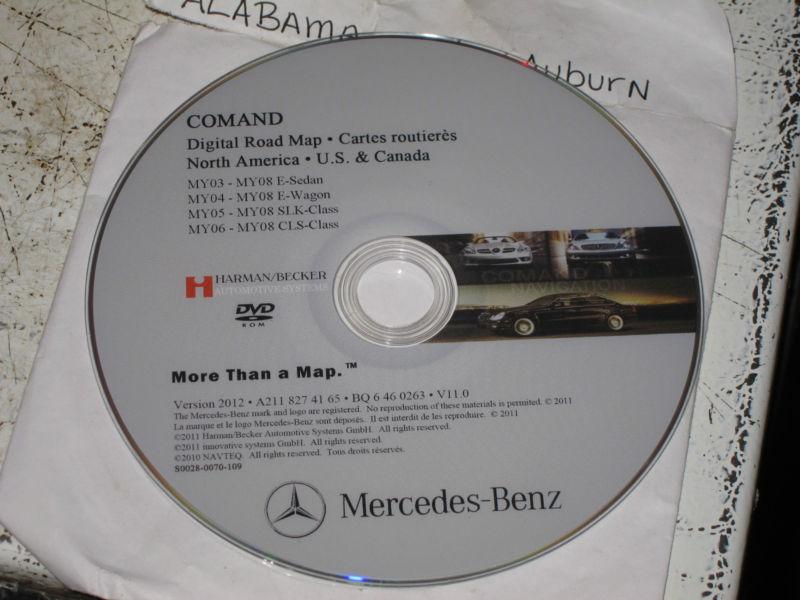 ALABAMA
Auburn
COMAND
Digital Road Map • Cartes routierès
North America • U.S. & Canada
MY03 - MY08 E-Sedan
MY04 - MY08 E-Wagon
MY05 - MY08 SLK-Class
MY06 - MY08 CLS-Class
COMAND
NAVIGATION
HARMAN/BECKER
AUTOMOTIVE SYSTEMS
DVD
ROM
More Than a Map.™
Version 2012 • A211 827 41 65 • BQ 6 46 0263 • V11.0
The Mercedes-Benz mark and logo are registered. No reproduction of these materials is permitted. © 2011
La marque et le logo Mercedes-Benz sont déposés. Il est interdit de les reproduire. © 2011
©2011 Harman/Becker Automotive Systems GmbH. All rights reserved.
©2011 innovative systems GmbH. All rights reserved.
©2010 NAVTEQ. All rights reserved. Tous droits réservés.
S0028-0070-109
Mercedes-Benz